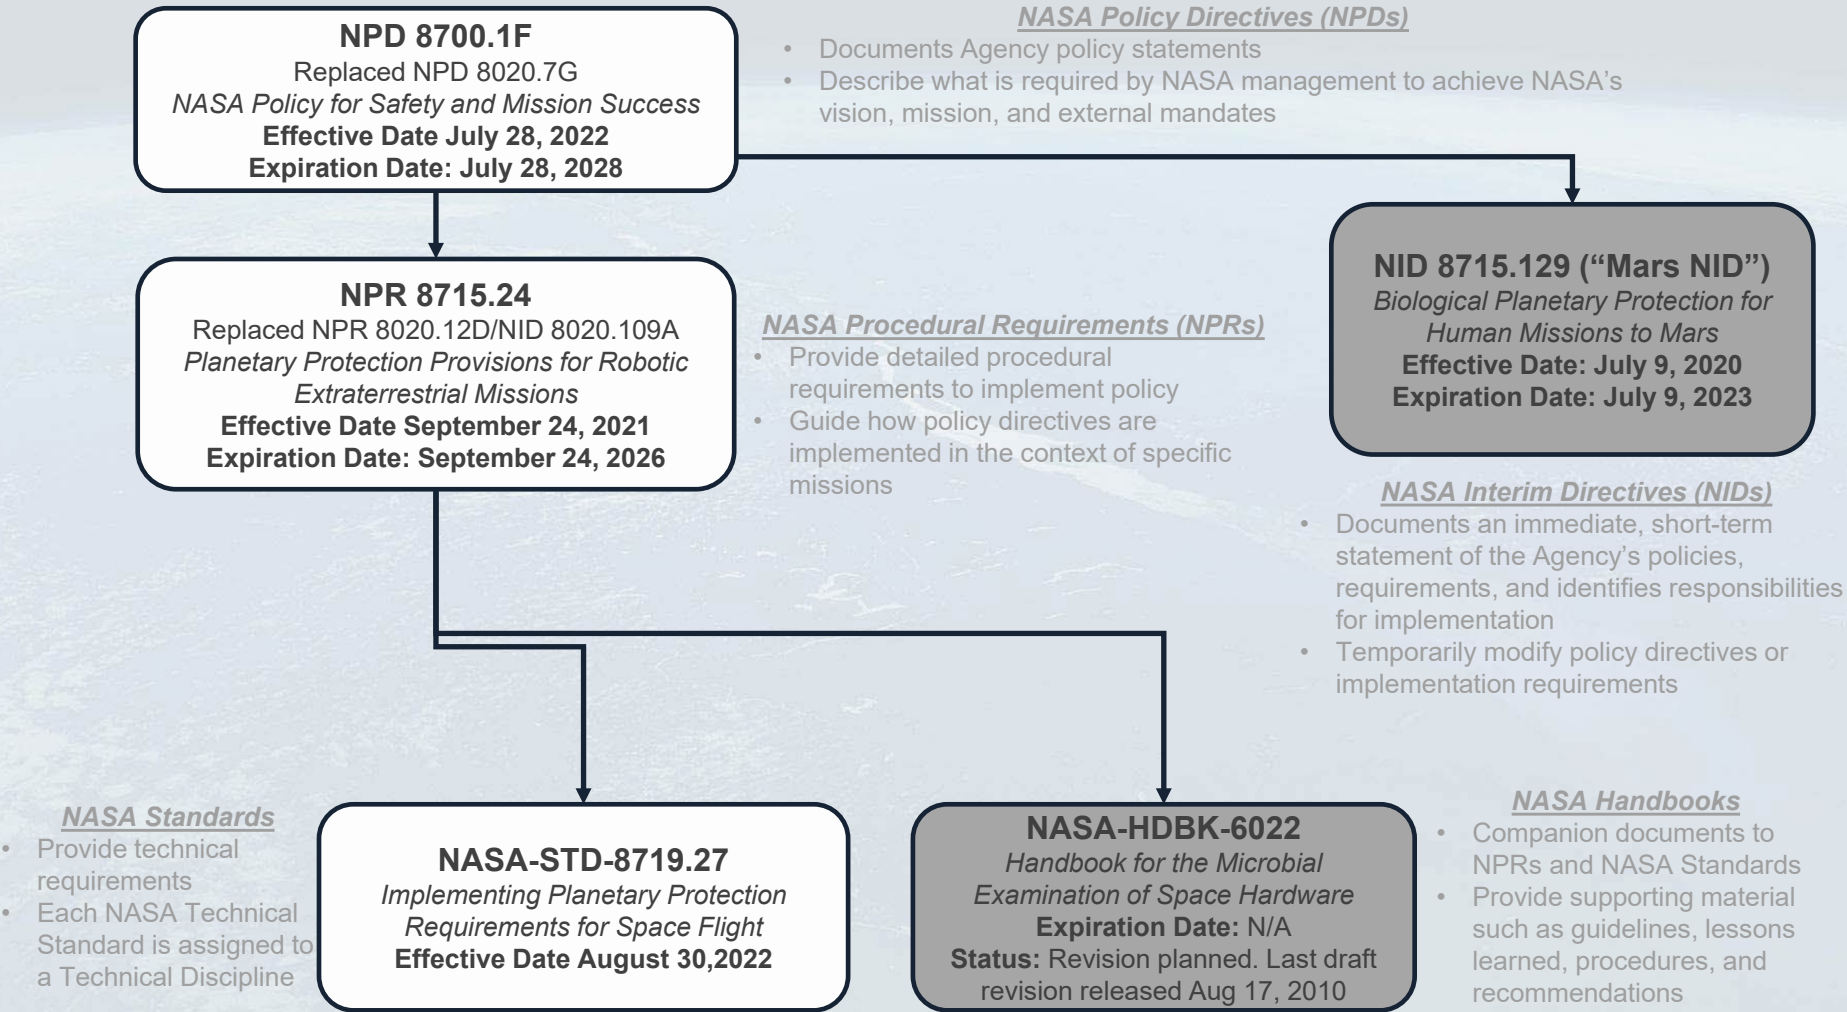 NPD 8700.1F
Replaced NPD 8020.7G
NASA Policy for Safety and Mission Success
Effective Date July 28, 2022
Expiration Date: July 28, 2028
NASA Policy Directives (NPDs)
• Documents Agency policy statements
• Describe what is required by NASA management to achieve NASA's
vision, mission, and external mandates
NPR 8715.24
Replaced NPR 8020.12D/NID 8020.109A
Planetary Protection Provisions for Robotic
Extraterrestrial Missions
Effective Date September 24, 2021
Expiration Date: September 24, 2026
NASA Procedural Requirements (NPRs)
• Provide detailed procedural
requirements to implement policy
• Guide how policy directives are
implemented in the context of specific
missions
NID 8715.129 (“Mars NID”)
Biological Planetary Protection for
Human Missions to Mars
Effective Date: July 9, 2020
Expiration Date: July 9, 2023
NASA Interim Directives (NIDs)
• Documents an immediate, short-term
statement of the Agency's policies,
requirements, and identifies responsibilities
for implementation
• Temporarily modify policy directives or
implementation requirements
NASA Standards
• Provide technical
requirements
• Each NASA Technical
Standard is assigned to
a Technical Discipline
NASA-STD-8719.27
Implementing Planetary Protection
Requirements for Space Flight
Effective Date August 30,2022
NASA-HDBK-6022
Handbook for the Microbial
Examination of Space Hardware
Expiration Date: N/A
Status: Revision planned. Last draft
revision released Aug 17, 2010
NASA Handbooks
• Companion documents to
NPRs and NASA Standards
• Provide supporting material
such as guidelines, lessons
learned, procedures, and
recommendations